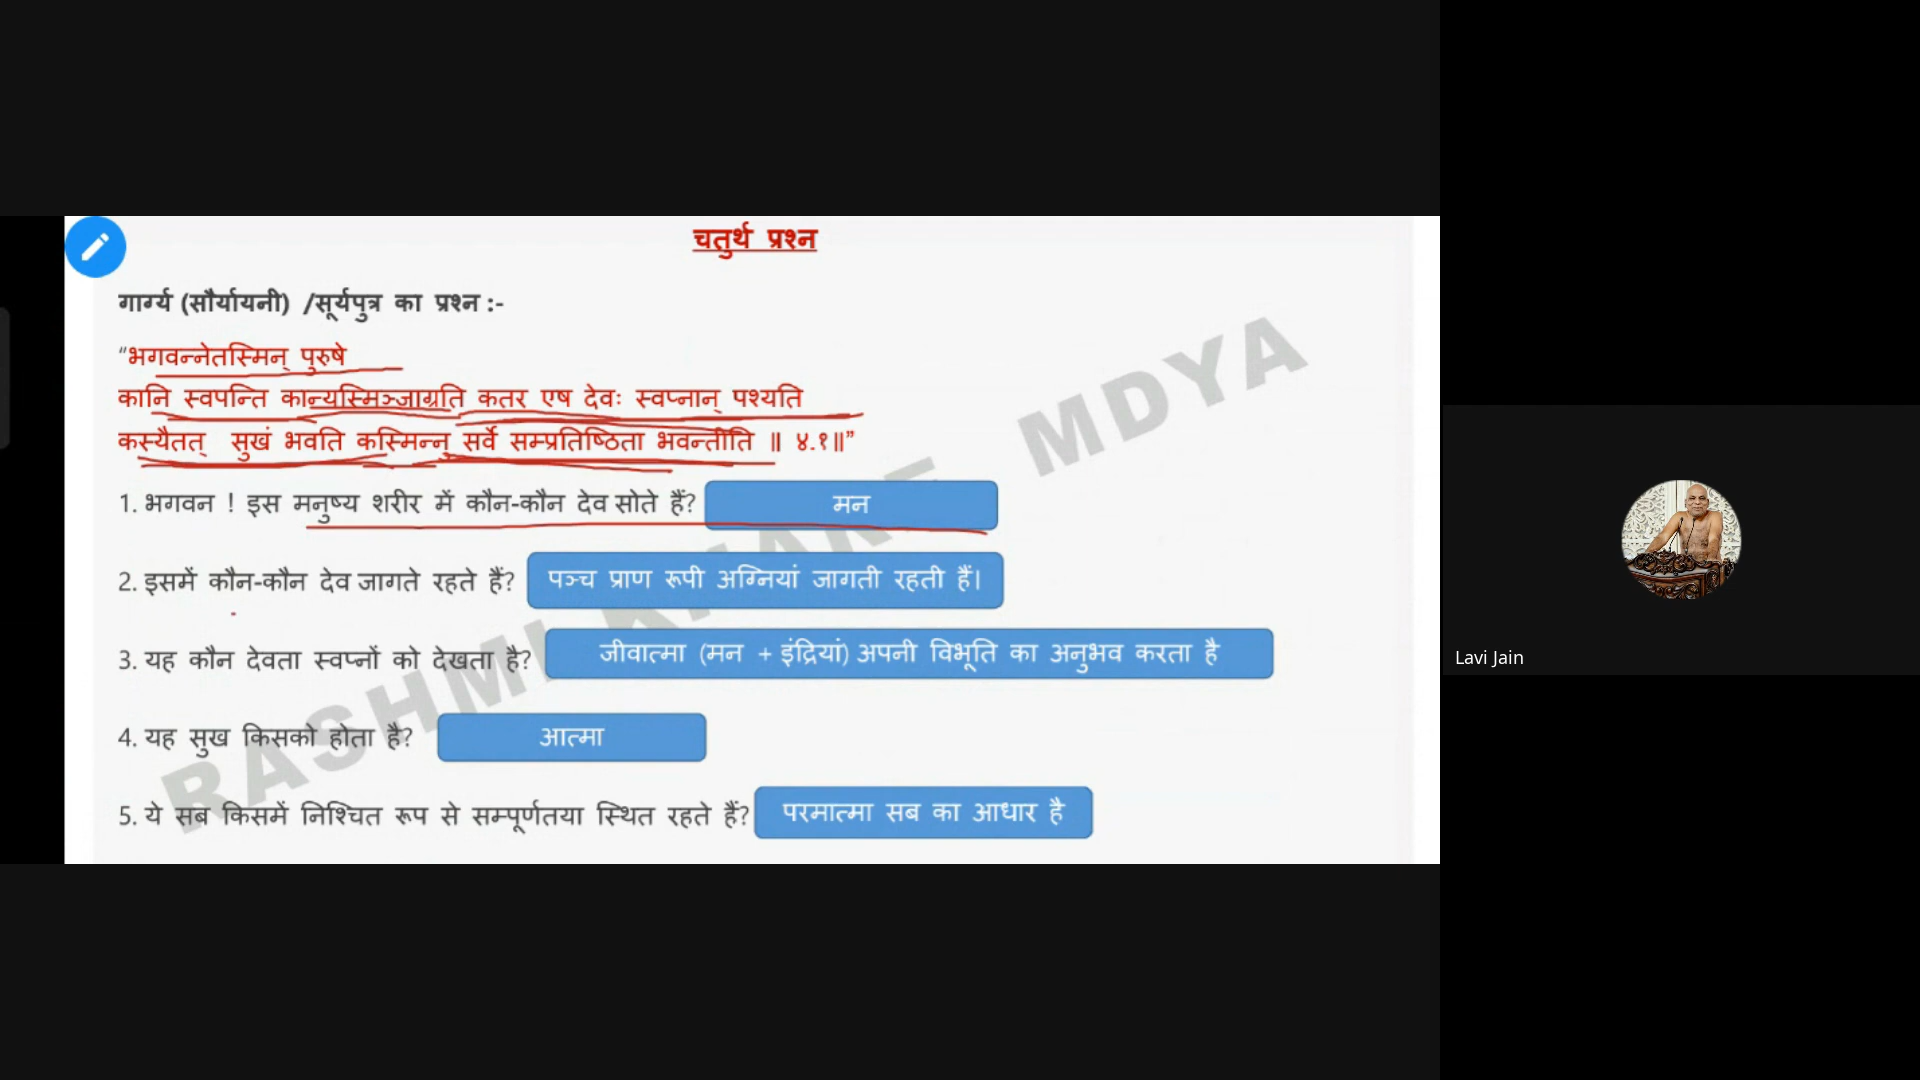 चतुर्थ प्रश्न
गार्ग्य (सौर्यायनी) /सूर्यपुत्र का प्रश्न :-
"भगवन्नेतस्मिन् पुरुषे
कानि स्वपन्ति कान्यस्मिञ्जाग्रति कतर एष देवः स्वप्नान् पश्यति
कस्यैतत् सुखं भवति कस्मिन्नु सर्वे सम्प्रतिष्ठिता भवन्तीति ॥ ४.१॥"
1. भगवन ! इस मनुष्य शरीर में कौन-कौन देव सोते हैं? मन
2. इसमें कौन-कौन देव जागते रहते हैं? पञ्च प्राण रूपी अग्नियां जागती रहती हैं।
3. यह कौन देवता स्वप्नों को देखता है? जीवात्मा (मन + इंद्रियां) अपनी विभूति का अनुभव करता है
4. यह सुख किसको होता है? आत्मा
5. ये सब किसमें निश्चित रूप से सम्पूर्णतया स्थित रहते हैं? परमात्मा सब का आधार है
Lavi Jain